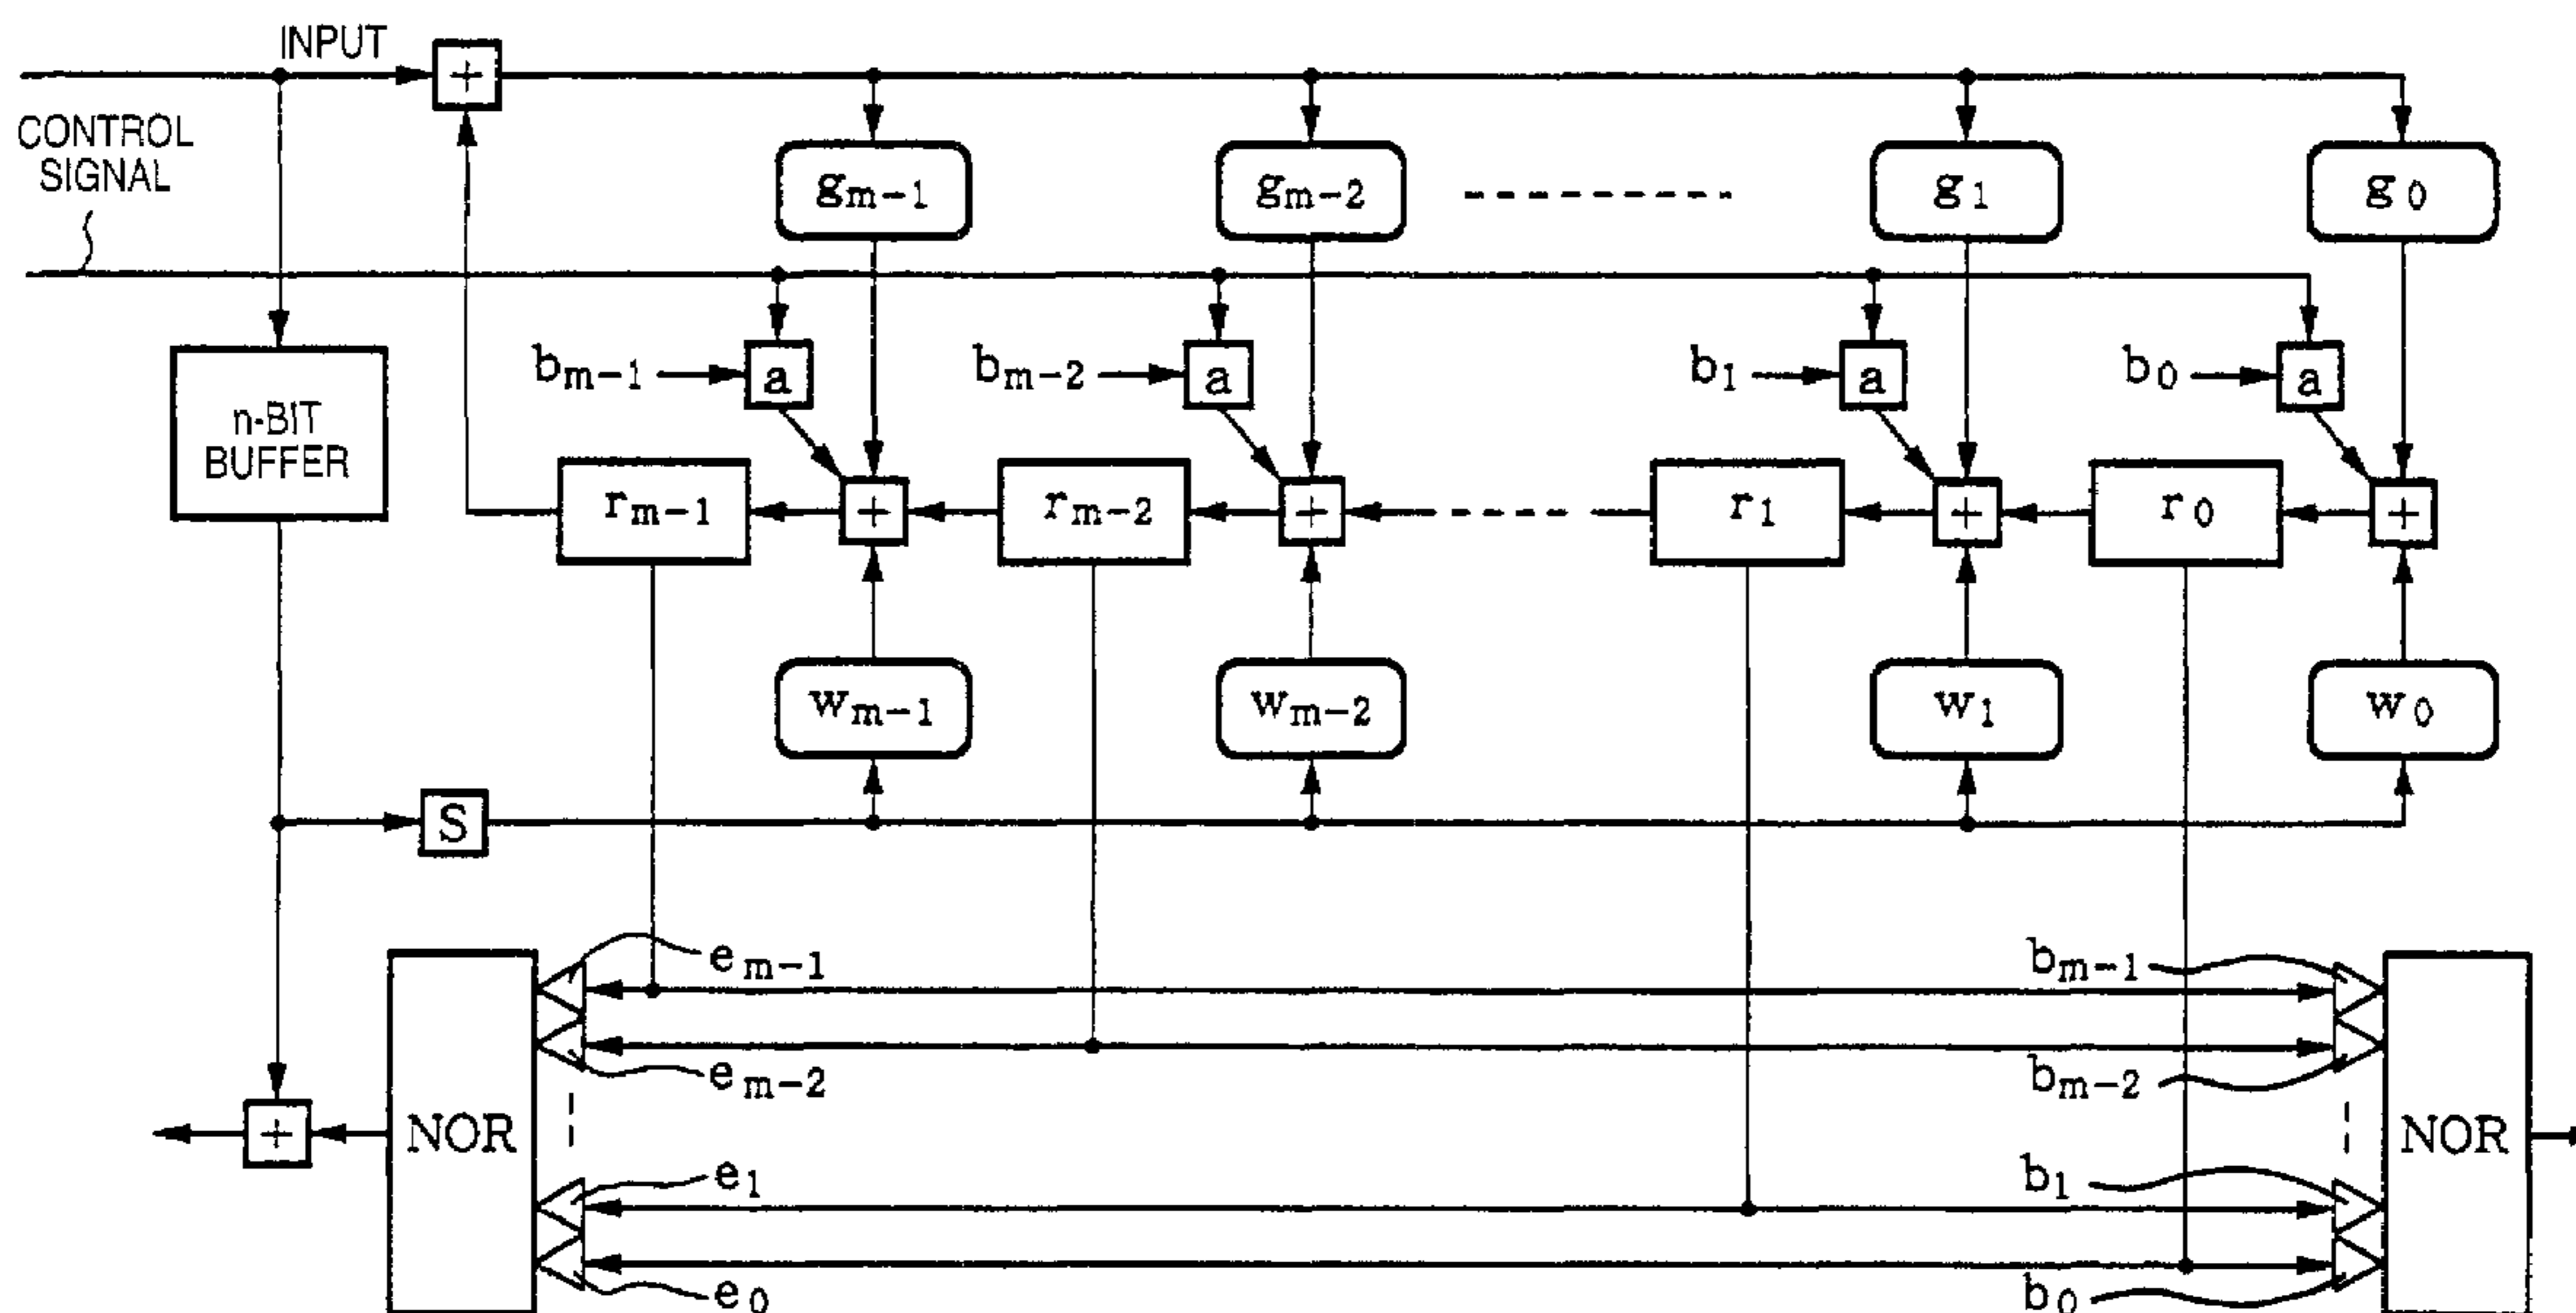 INPUT
+
CONTROL
SIGNAL
gm-1
gm-2
g1
g0
bm-1
a
bm-2
a
b1
a
b0
a
n-BIT
BUFFER
rm-1
+
rm-2
+
r1
+
r0
+
wm-1
wm-2
w1
w0
S
em-1
bm-1
em-2
bm-2
+
NOR
NOR
e1
b1
e0
b0